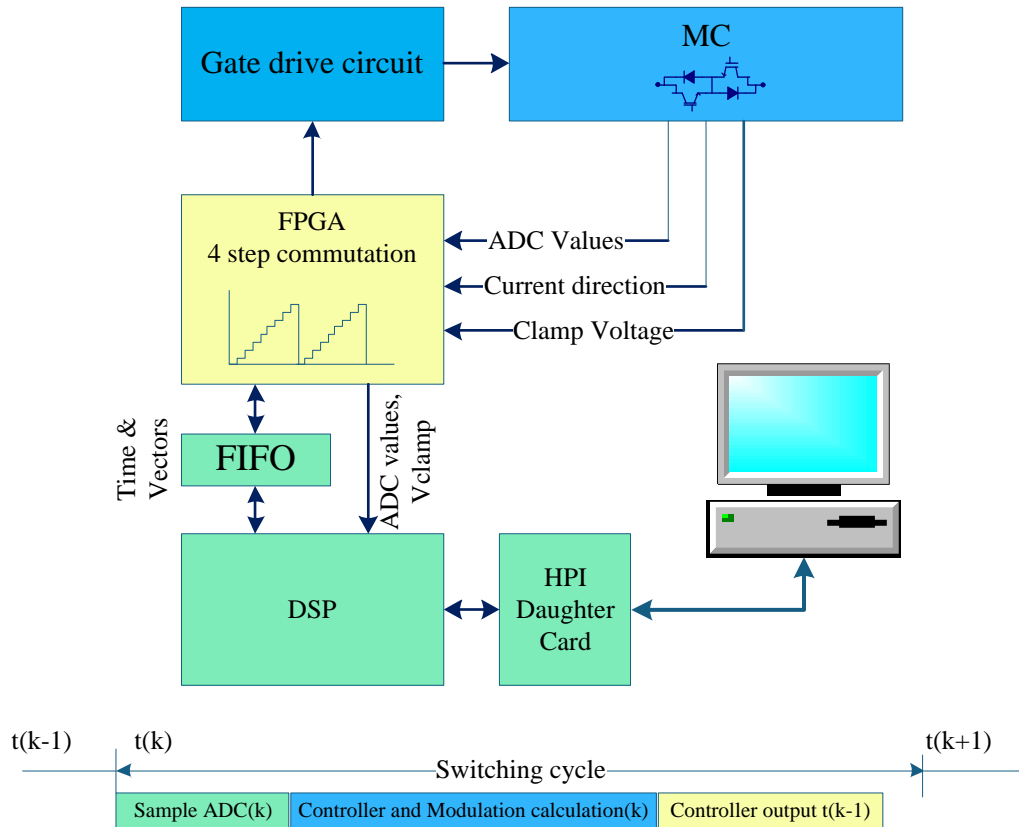 Gate drive circuit
MC
FPGA
4 step commutation
ADC Values
Current direction
Clamp Voltage
Time &
Vectors
FIFO
ADC values,
Vclamp
DSP
HPI
Daughter
Card
t(k-1)
t(k)
t(k+1)
Switching cycle
Sample ADC(k)
Controller and Modulation calculation(k)
Controller output t(k-1)